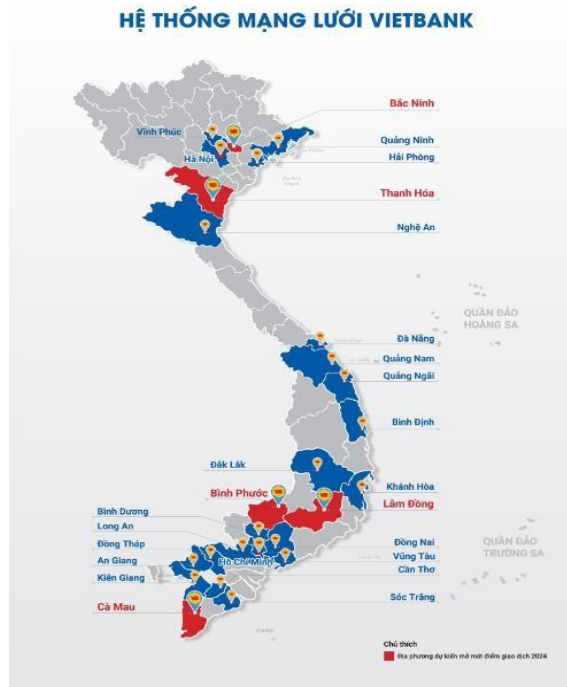 HỆ THỐNG MẠNG LƯỚI VIETBANK
Bắc Ninh
Vĩnh Phúc
Quảng Ninh
Hà Nội
Hải Phòng
Thanh Hóa
Nghệ An
QUẦN ĐẢO
HOÀNG SA
Đà Nẵng
Quảng Nam
Quảng Ngãi
Bình Định
Đắk Lắk
Khánh Hòa
Bình Phước
Lâm Đồng
Bình Dương
Long An
Đồng Tháp
Đồng Nai
An Giang
Hồ Chí Minh
Vũng Tàu
QUẦN ĐẢO
TRƯỜNG SA
Cần Thơ
Kiên Giang
Sóc Trăng
Cà Mau
Chú thích
Địa phương dự kiến mở mới điểm giao dịch 2024